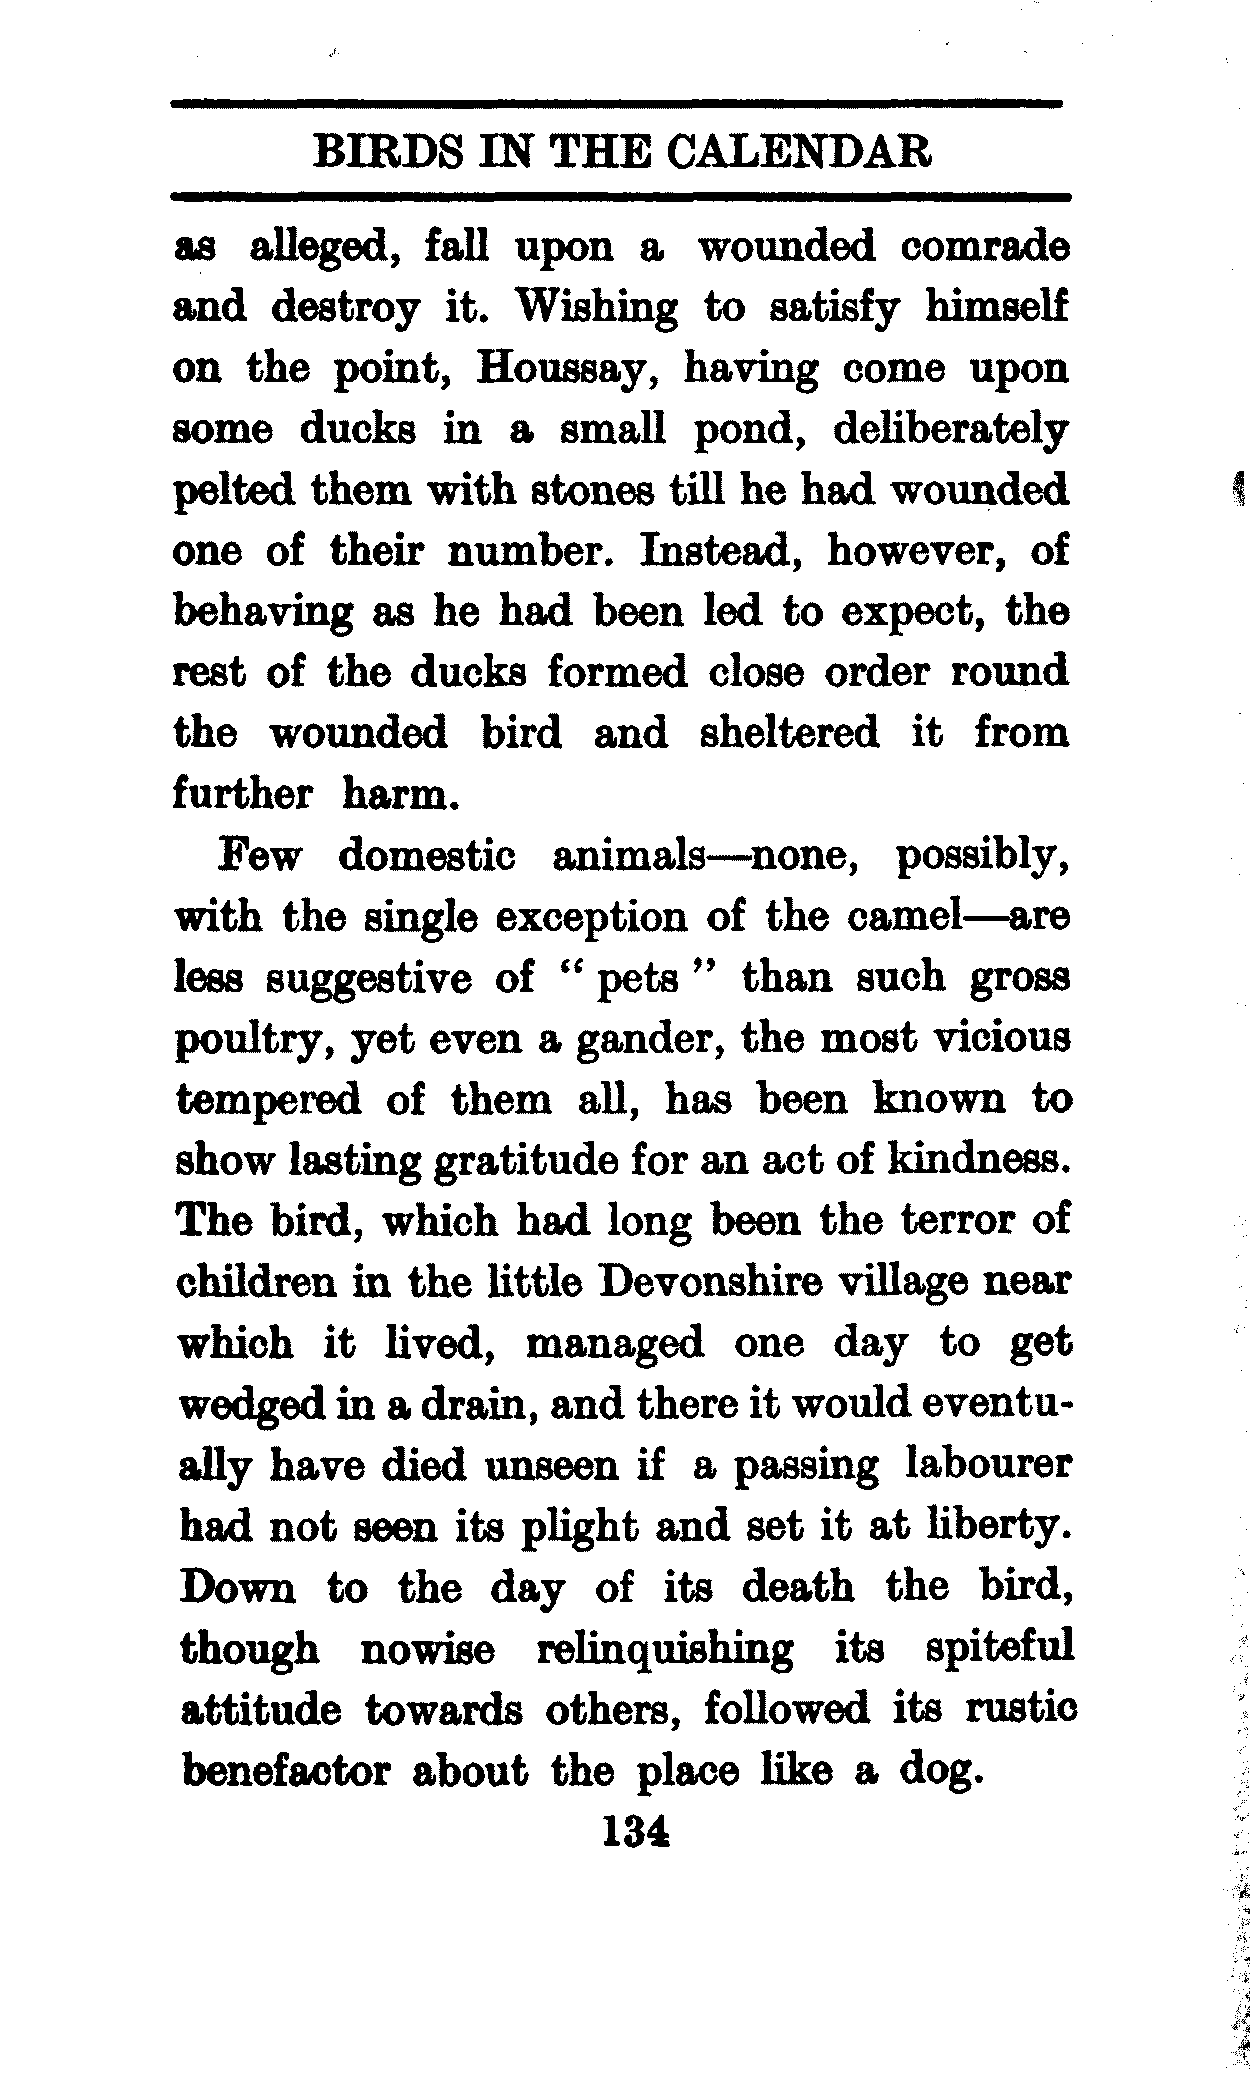 BIRDS IN THE CALENDAR
as alleged, fall upon a wounded comrade
and destroy it. Wishing to satisfy himself
on the point, Houssay, having come upon
some ducks in a small pond, deliberately
pelted them with stones till he had wounded
one of their number. Instead, however, of
behaving as he had been led to expect, the
rest of the ducks formed close order round
the wounded bird and sheltered it from
further harm.
Few domestic animals—none, possibly,
with the single exception of the camel—are
less suggestive of “ pets ” than such gross
poultry, yet even a gander, the most vicious
tempered of them all, has been known to
show lasting gratitude for an act of kindness.
The bird, which had long been the terror of
children in the little Devonshire village near
which it lived, managed one day to get
wedged in a drain, and there it would eventu-
ally have died unseen if a passing labourer
had not seen its plight and set it at liberty.
Down to the day of its death the bird,
though nowise relinquishing its spiteful
attitude towards others, followed its rustic
benefactor about the place like a dog.
134